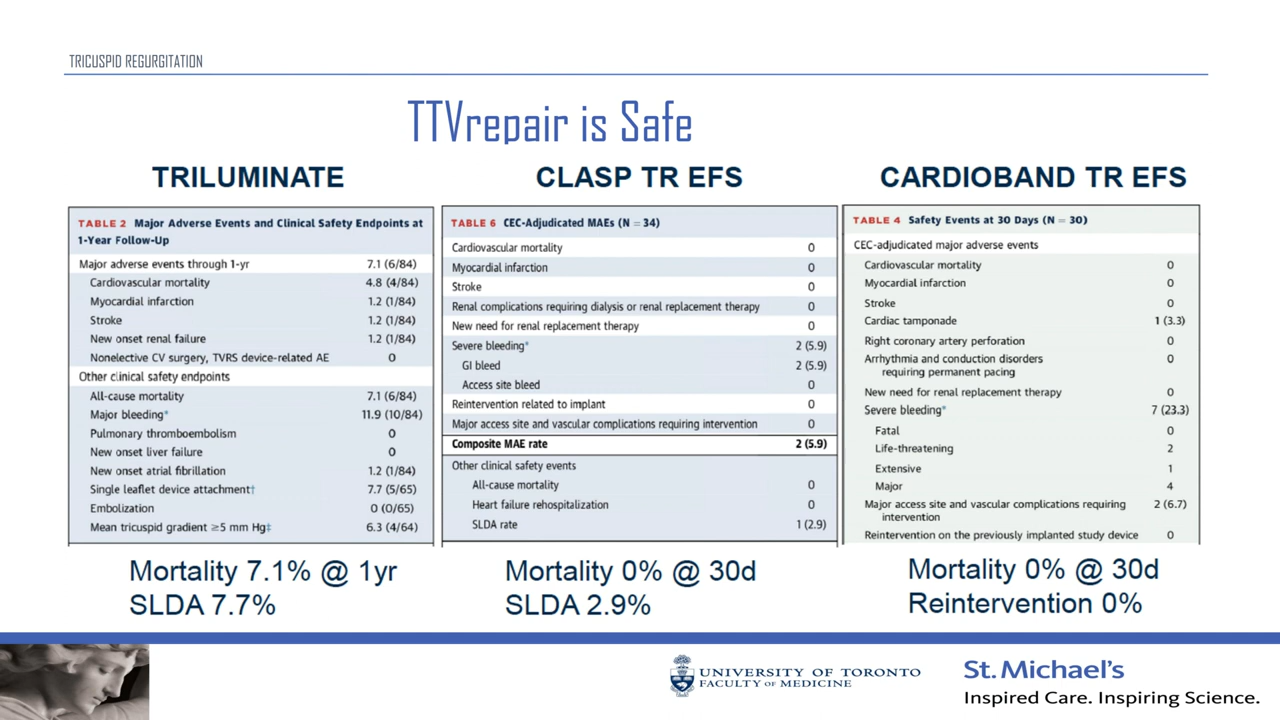 TRICUSPID REGURGITATION
TTVrepair is Safe
TRILUMINATE
TABLE 2 Major Adverse Events and Clinical Safety Endpoints at
1-Year Follow-Up
Major adverse events through 1-yr 7.1 (6/84)
Cardiovascular mortality 4.8 (4/84)
Myocardial infarction 1.2 (1/84)
Stroke 1.2 (1/84)
New onset renal failure 1.2 (1/84)
Nonelective CV surgery, TVRS device-related AE 0
Other clinical safety endpoints
All-cause mortality 7.1 (6/84)
Major bleeding* 11.9 (10/84)
Pulmonary thromboembolism 0
New onset liver failure 0
New onset atrial fibrillation 1.2 (1/84)
Single leaflet device attachment† 7.7 (5/65)
Embolization 0 (0/65)
Mean tricuspid gradient ≥5 mm Hg‡ 6.3 (4/64)
Mortality 7.1% @ 1yr
SLDA 7.7%
CLASP TR EFS
TABLE 6 CEC-Adjudicated MAEs (N = 34)
Cardiovascular mortality 0
Myocardial infarction 0
Stroke 0
Renal complications requiring dialysis or renal replacement therapy 0
New need for renal replacement therapy 0
Severe bleeding* 2 (5.9)
GI bleed 2 (5.9)
Access site bleed 0
Reintervention related to implant 0
Major access site and vascular complications requiring intervention 0
Composite MAE rate 2 (5.9)
Other clinical safety events
All-cause mortality 0
Heart failure rehospitalization 0
SLDA rate 1 (2.9)
Mortality 0% @ 30d
SLDA 2.9%
CARDIOBAND TR EFS
TABLE 4 Safety Events at 30 Days (N = 30)
CEC-adjudicated major adverse events
Cardiovascular mortality 0
Myocardial infarction 0
Stroke 0
Cardiac tamponade 1 (3.3)
Right coronary artery perforation 0
Arrhythmia and conduction disorders 0
requiring permanent pacing
New need for renal replacement therapy 0
Severe bleeding* 7 (23.3)
Fatal 0
Life-threatening 2
Extensive 1
Major 4
Major access site and vascular complications requiring 2 (6.7)
intervention
Reintervention on the previously implanted study device 0
Mortality 0% @ 30d
Reintervention 0%
UNIVERSITY OF TORONTO
FACULTY OF MEDICINE
St. Michael's
Inspired Care. Inspiring Science.